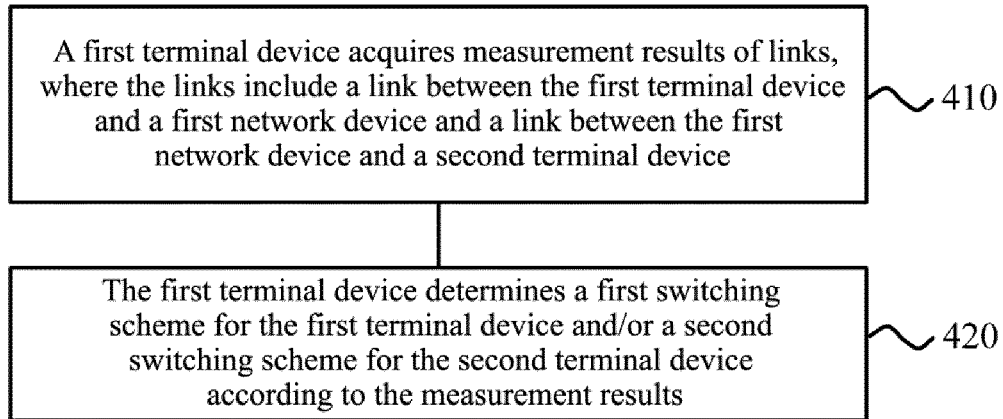 A first terminal device acquires measurement results of links,
where the links include a link between the first terminal device
and a first network device and a link between the first
network device and a second terminal device
410
The first terminal device determines a first switching
scheme for the first terminal device and/or a second
switching scheme for the second terminal device
according to the measurement results
420